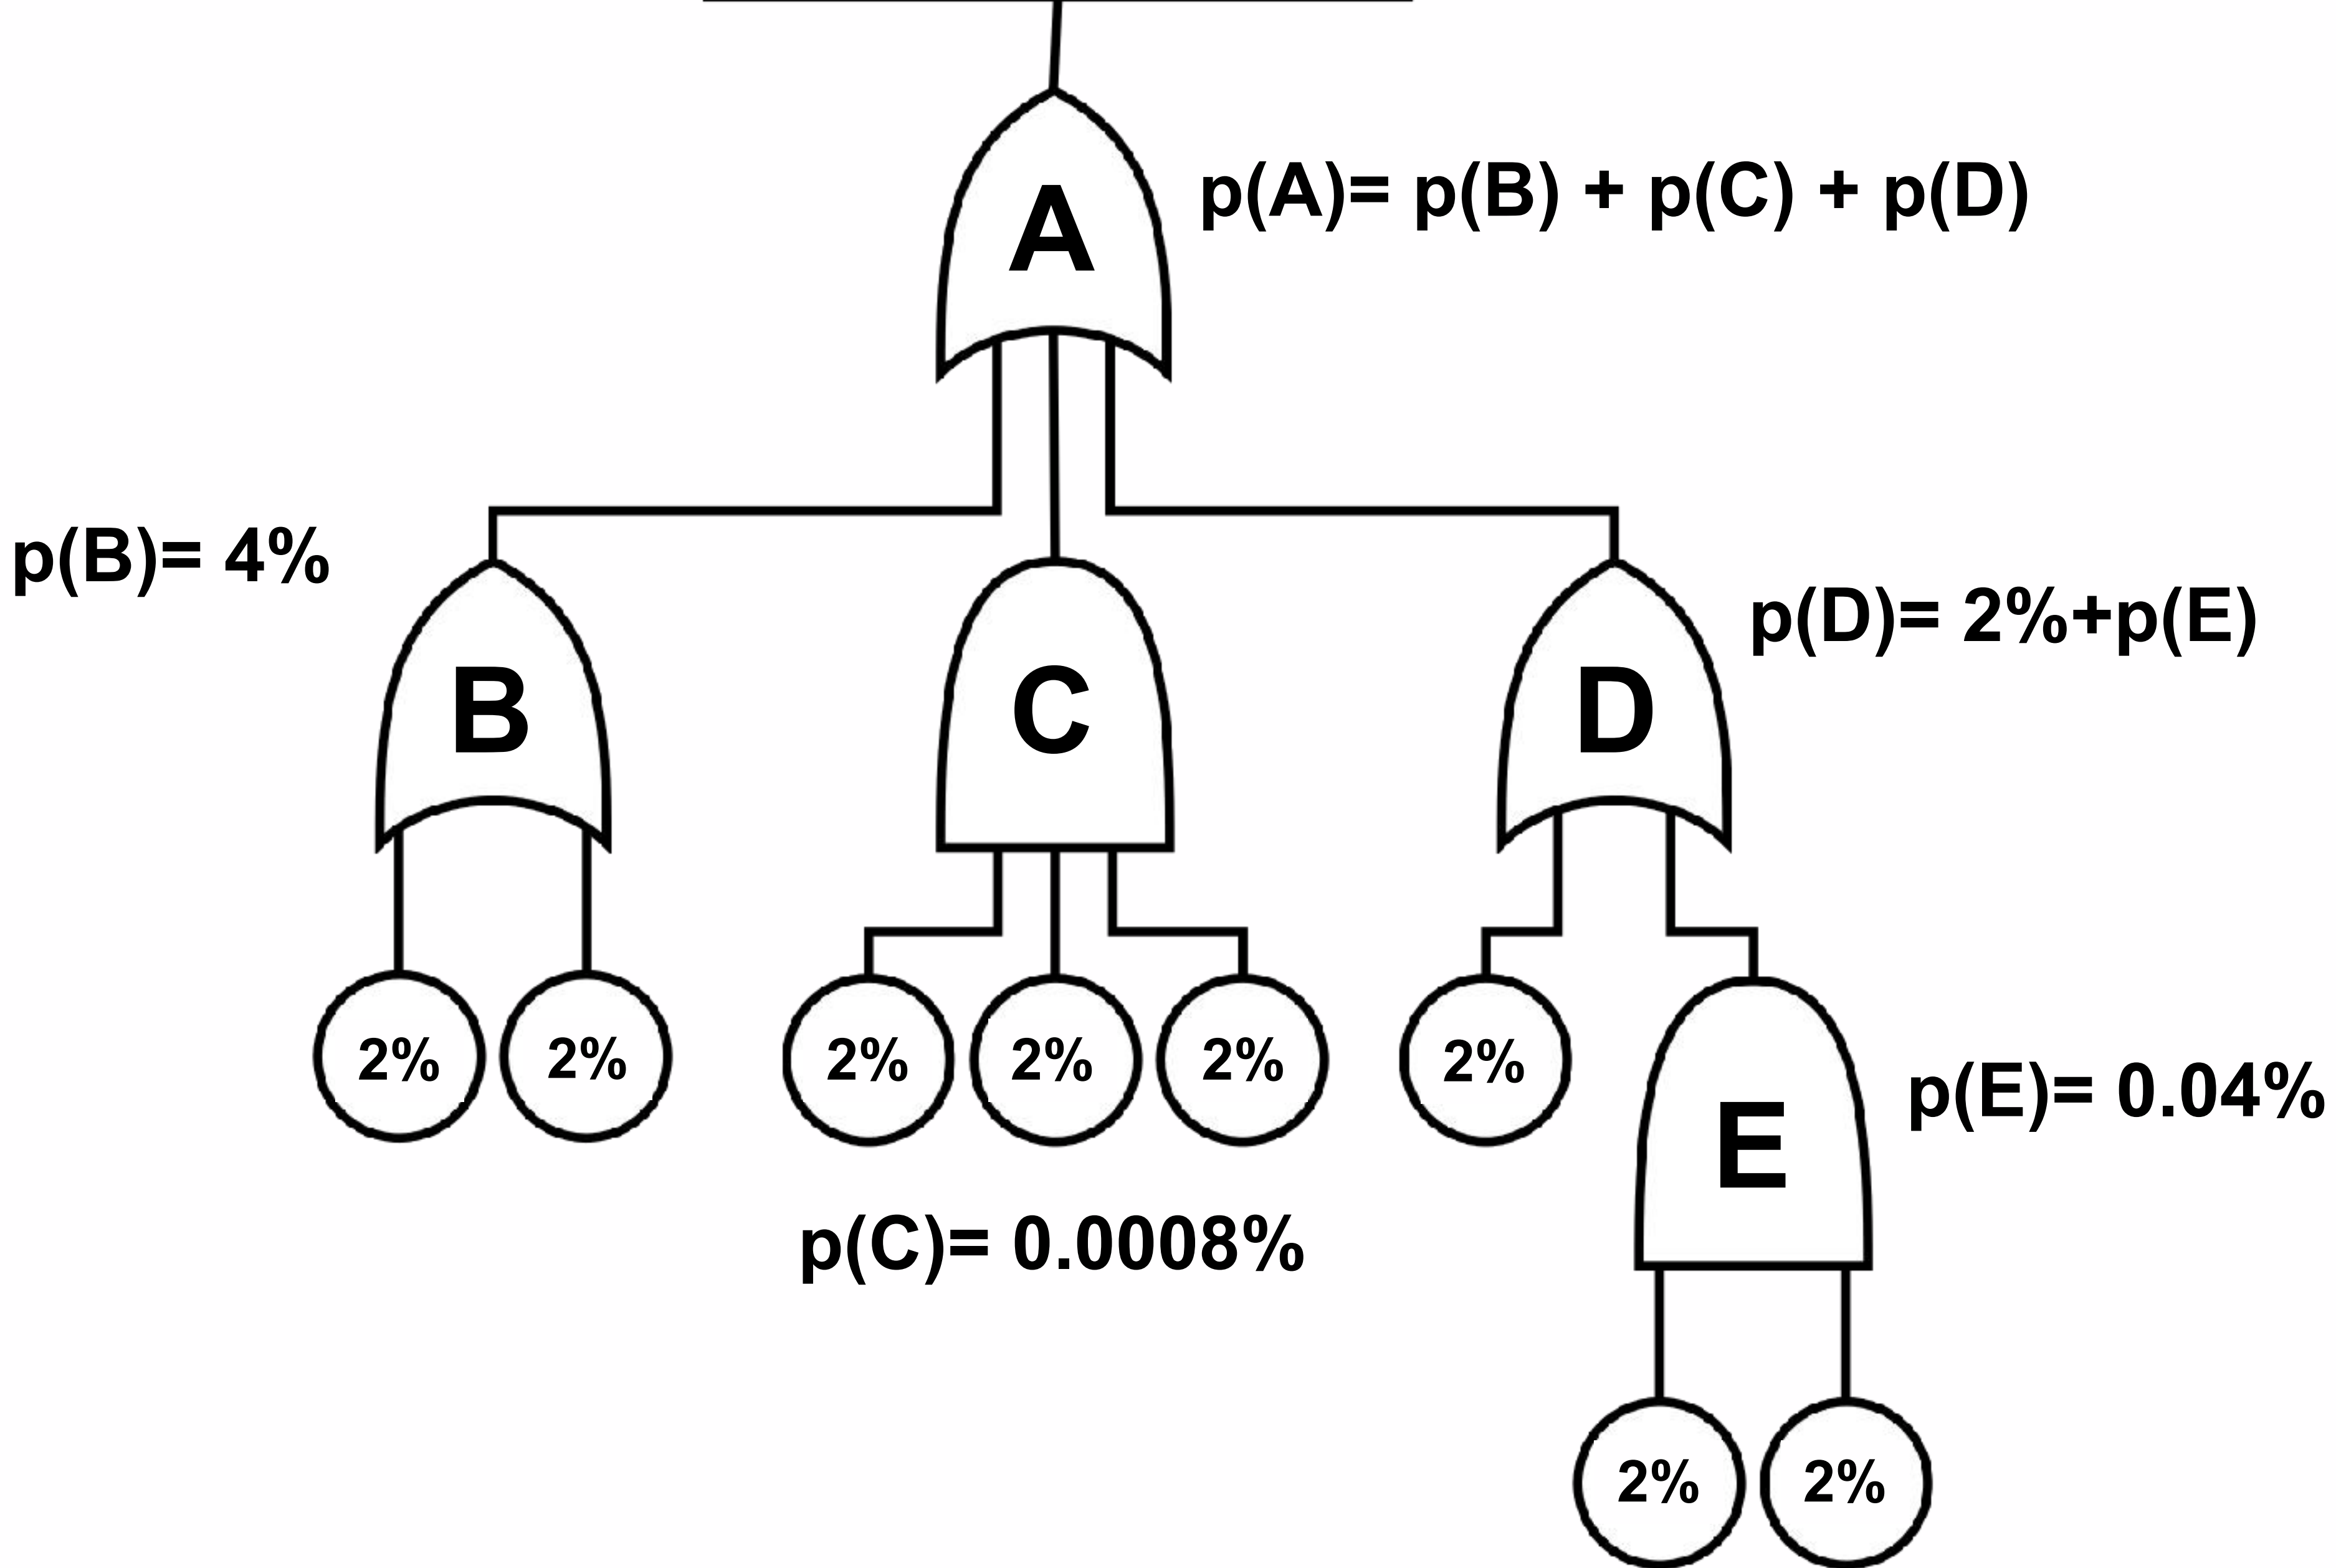 A
p(A)= p(B) + p(C) + p(D)
p(B)= 4%
p(D)= 2%+p(E)
B
C
D
2%
2%
2%
2%
2%
2%
p(E)= 0.04%
E
p(C)= 0.0008%
2%
2%